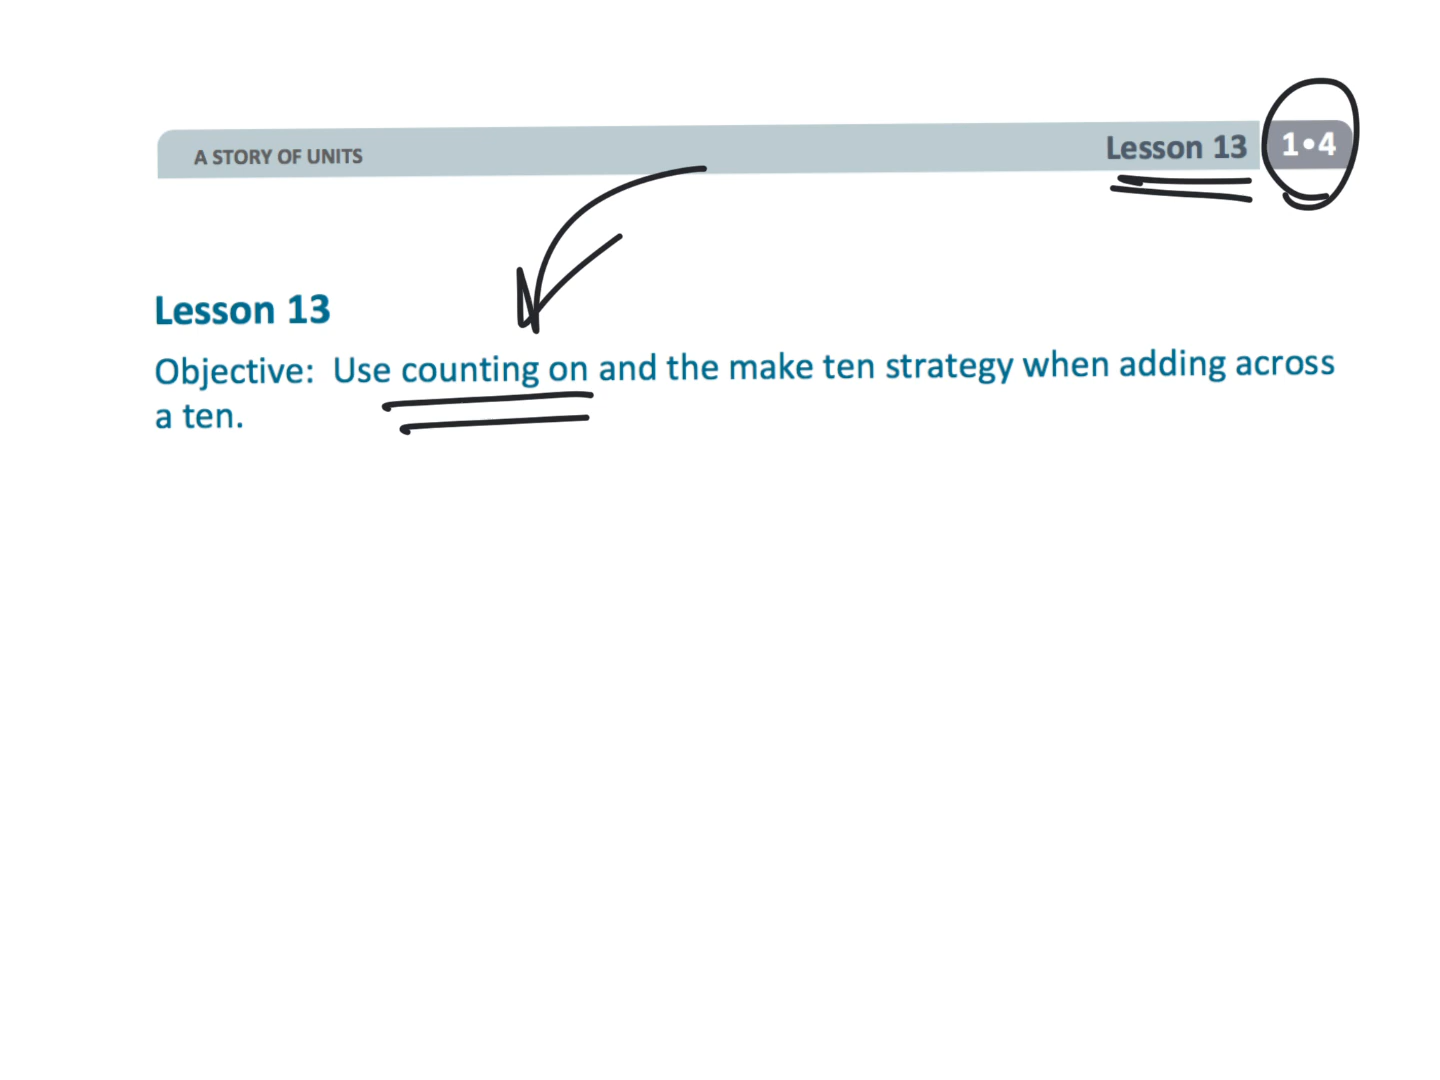 A STORY OF UNITS
Lesson 13
1•4
Lesson 13
Objective: Use counting on and the make ten strategy when adding across
a ten.